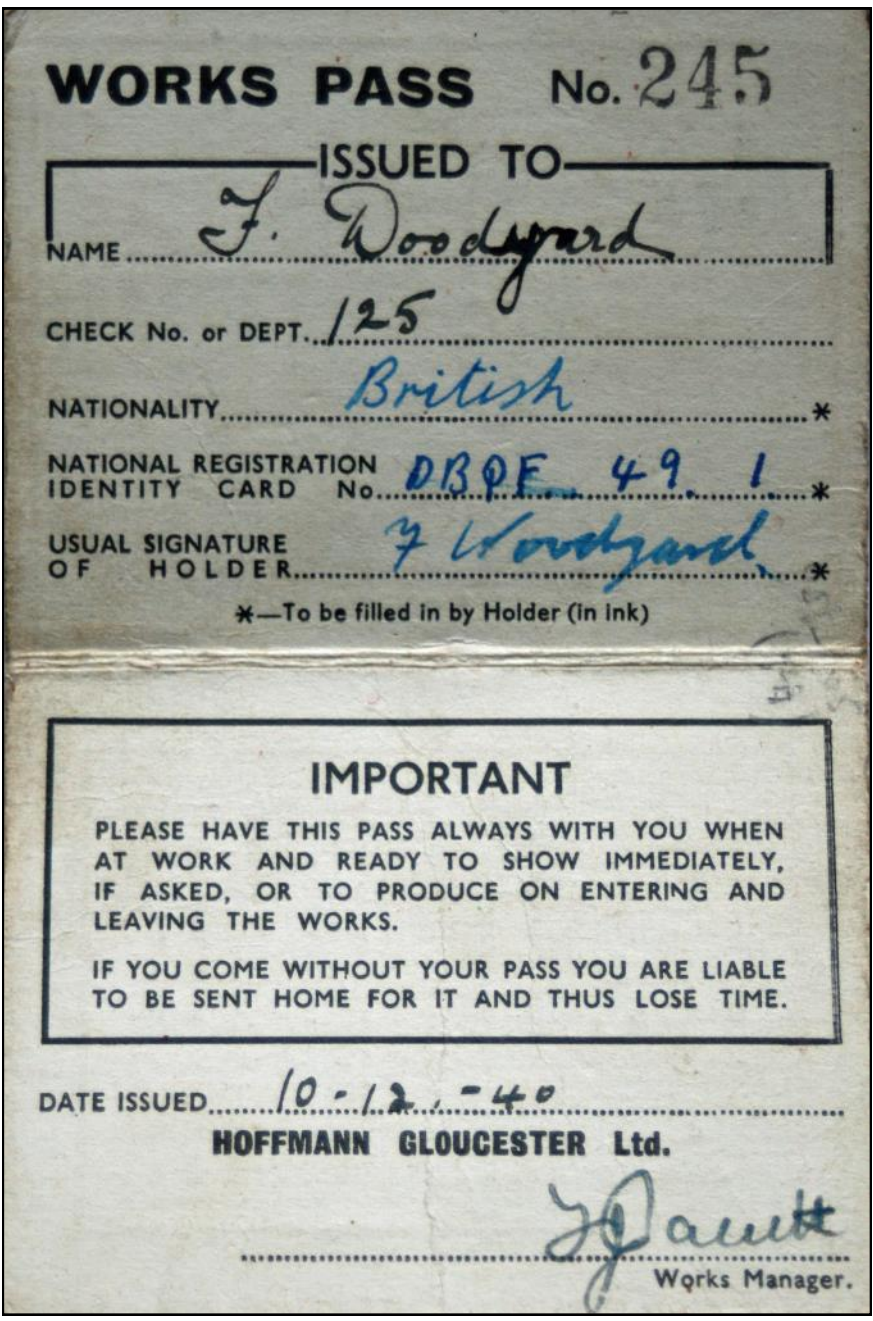 WORKS PASS No. 245
ISSUED TO
NAME F. Woodyard
CHECK No. or DEPT. 125
NATIONALITY British *
NATIONAL REGISTRATION
IDENTITY CARD No. DBQE 49. 1. *
USUAL SIGNATURE
OF HOLDER F Woodyard *
*—To be filled in by Holder (in ink)
IMPORTANT
PLEASE HAVE THIS PASS ALWAYS WITH YOU WHEN
AT WORK AND READY TO SHOW IMMEDIATELY,
IF ASKED, OR TO PRODUCE ON ENTERING AND
LEAVING THE WORKS.
IF YOU COME WITHOUT YOUR PASS YOU ARE LIABLE
TO BE SENT HOME FOR IT AND THUS LOSE TIME.
DATE ISSUED 10-12.-40
HOFFMANN GLOUCESTER Ltd.
Works Manager.